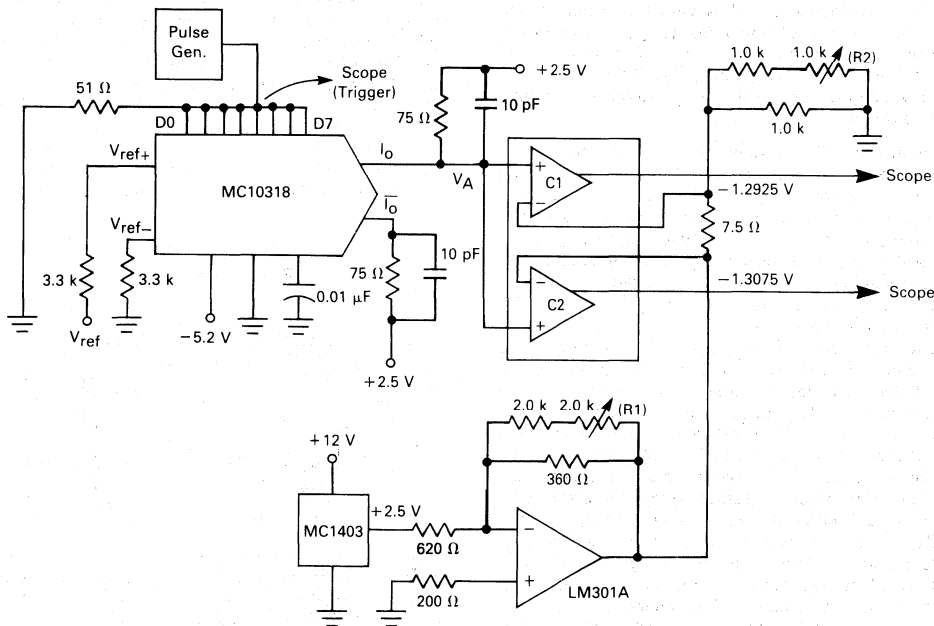 Pulse
Gen.
Scope
(Trigger)
51 Ω
D0
D7
+2.5 V
10 pF
75 Ω
1.0 k
1.0 k
(R2)
1.0 k
Vref+
MC10318
Io
VA
C1
Scope
−1.2925 V
Vref−
Io
10 pF
75 Ω
7.5 Ω
3.3 k
3.3 k
0.01 μF
C2
−1.3075 V
Scope
Vref
−5.2 V
+2.5 V
2.0 k
2.0 k
(R1)
+12 V
360 Ω
+2.5 V
MC1403
620 Ω
200 Ω
LM301A